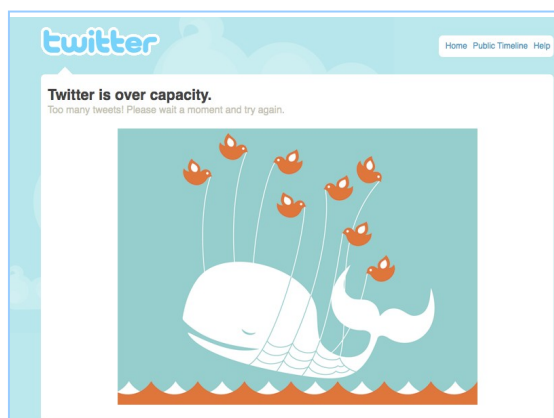 twitter
Home Public Timeline Help
Twitter is over capacity.
Too many tweets! Please wait a moment and try again.